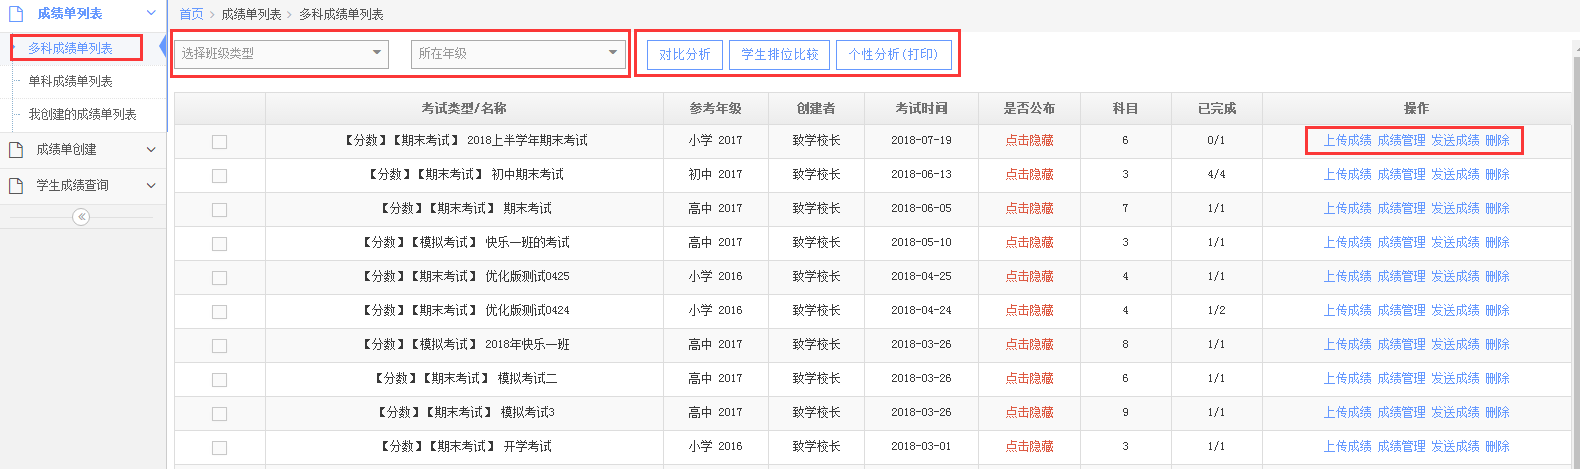 成绩单列表
多科成绩单列表
单科成绩单列表
我创建的成绩单列表
成绩单创建
学生成绩查询
首页 > 成绩单列表 > 多科成绩单列表
选择班级类型 所在年级 对比分析 学生排位比较 个性分析(打印)
考试类型/名称 参考年级 创建者 考试时间 是否公布 科目 已完成 操作
【分数】【期末考试】 2018上半学年期末考试 小学 2017 致学校长 2018-07-19 点击隐藏 6 0/1 上传成绩 成绩管理 发送成绩 删除
【分数】【期末考试】 初中期末考试 初中 2017 致学校长 2018-06-13 点击隐藏 3 4/4 上传成绩 成绩管理 发送成绩 删除
【分数】【期末考试】 期末考试 高中 2017 致学校长 2018-06-05 点击隐藏 7 1/1 上传成绩 成绩管理 发送成绩 删除
【分数】【模拟考试】 快乐一班的考试 高中 2017 致学校长 2018-05-10 点击隐藏 3 1/1 上传成绩 成绩管理 发送成绩 删除
【分数】【期末考试】 优化版测试0425 小学 2016 致学校长 2018-04-25 点击隐藏 4 1/1 上传成绩 成绩管理 发送成绩 删除
【分数】【期末考试】 优化版测试0424 小学 2016 致学校长 2018-04-24 点击隐藏 4 1/2 上传成绩 成绩管理 发送成绩 删除
【分数】【模拟考试】 2018年快乐一班 高中 2017 致学校长 2018-03-26 点击隐藏 8 1/1 上传成绩 成绩管理 发送成绩 删除
【分数】【期末考试】 模拟考试二 高中 2017 致学校长 2018-03-26 点击隐藏 6 1/1 上传成绩 成绩管理 发送成绩 删除
【分数】【期末考试】 模拟考试3 高中 2017 致学校长 2018-03-26 点击隐藏 9 1/1 上传成绩 成绩管理 发送成绩 删除
【分数】【期末考试】 开学考试 小学 2016 致学校长 2018-03-01 点击隐藏 3 1/1 上传成绩 成绩管理 发送成绩 删除